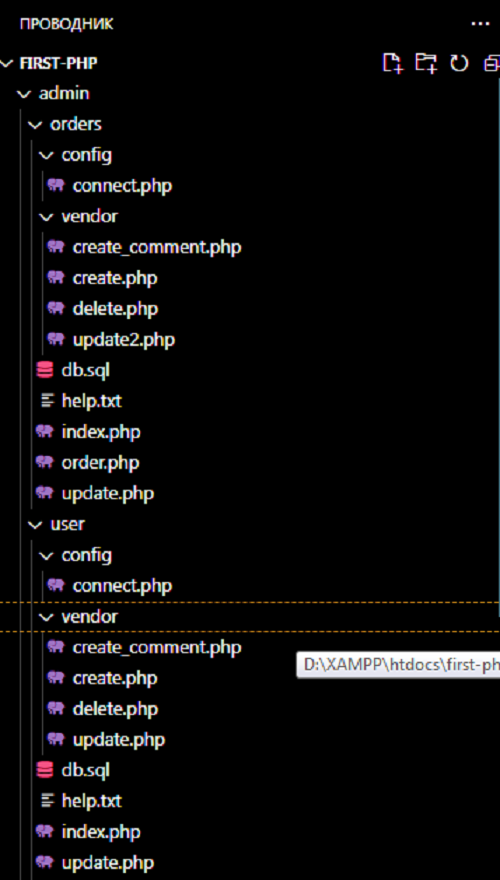 ПРОВОДНИК
FIRST-PHP
admin
orders
config
connect.php
vendor
create_comment.php
create.php
delete.php
update2.php
db.sql
help.txt
index.php
order.php
update.php
user
config
connect.php
vendor
create_comment.php
D:\XAMPP\htdocs\first-ph
create.php
delete.php
update.php
db.sql
help.txt
index.php
update.php